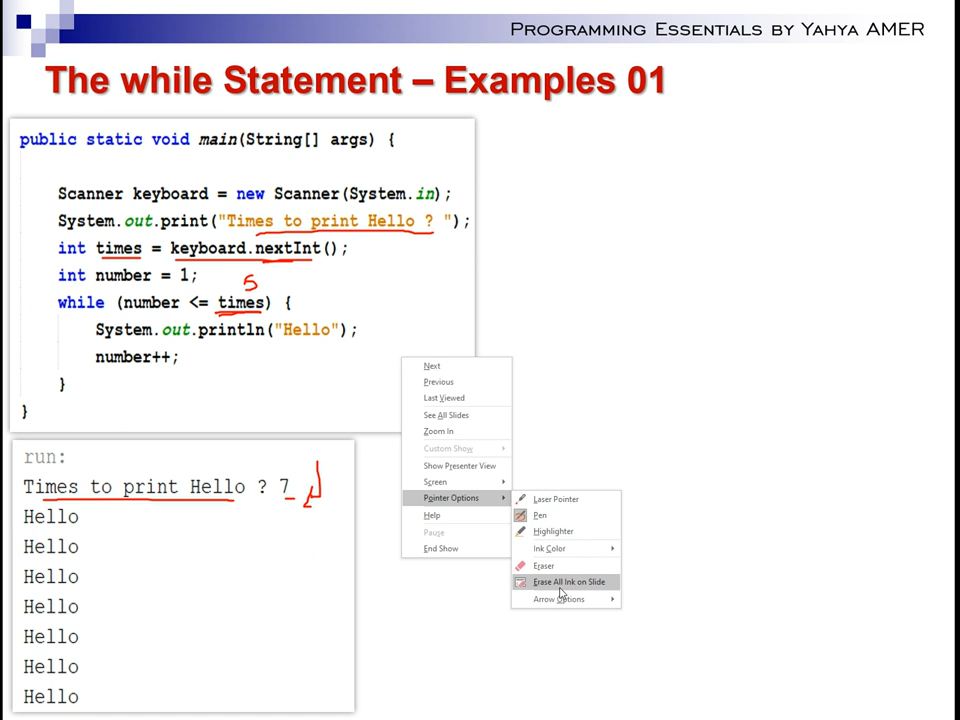 PROGRAMMING ESSENTIALS BY YAHYA AMER
The while Statement – Examples 01
public static void main(String[] args) {
Scanner keyboard = new Scanner(System.in);
System.out.print("Times to print Hello ? ");
int times = keyboard.nextInt();
int number = 1;
5
while (number <= times) {
System.out.println("Hello");
number++;
}
}
run:
Times to print Hello ? 7
Hello
Hello
Hello
Hello
Hello
Hello
Hello
Next
Previous
Last Viewed
See All Slides
Zoom In
Custom Show
Show Presenter View
Screen
Pointer Options
Help
Pause
End Show
Laser Pointer
Pen
Highlighter
Ink Color
Eraser
Erase All Ink on Slide
Arrow Options